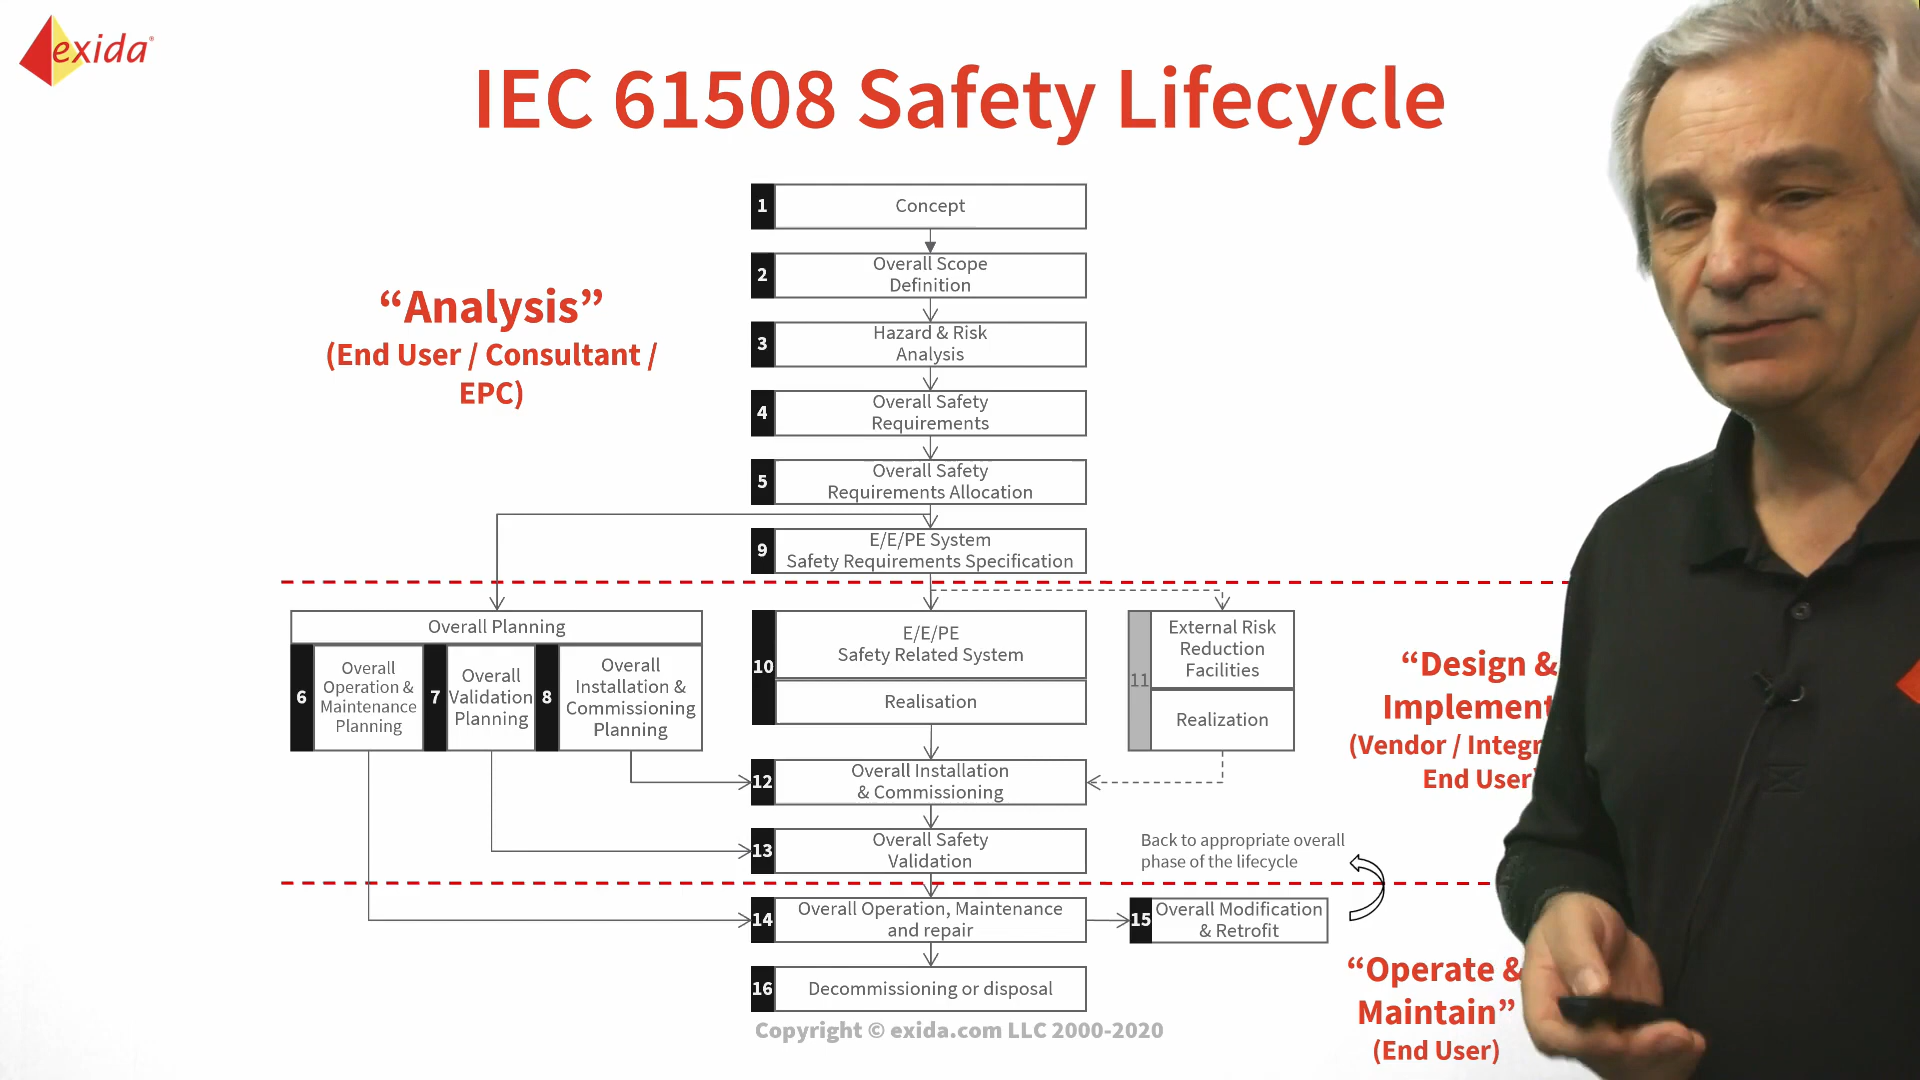 exida
IEC 61508 Safety Lifecycle
1
Concept
2
Overall Scope
Definition
3
Hazard & Risk
Analysis
4
Overall Safety
Requirements
5
Overall Safety
Requirements Allocation
9
E/E/PE System
Safety Requirements Specification
“Analysis”
(End User / Consultant /
EPC)
Overall Planning
6
Overall
Operation &
Maintenance
Planning
7
Overall
Validation
Planning
8
Overall
Installation &
Commissioning
Planning
10
E/E/PE
Safety Related System
Realisation
11
External Risk
Reduction
Facilities
Realization
“Design &
Implement
(Vendor /
End User
12
Overall Installation
& Commissioning
13
Overall Safety
Validation
Back to appropriate overall
phase of the lifecycle
14
Overall Operation, Maintenance
and repair
15
Overall Modification
& Retrofit
16
Decommissioning or disposal
“Operate &
Maintain”
(End User)
Copyright © exida.com LLC 2000-2020